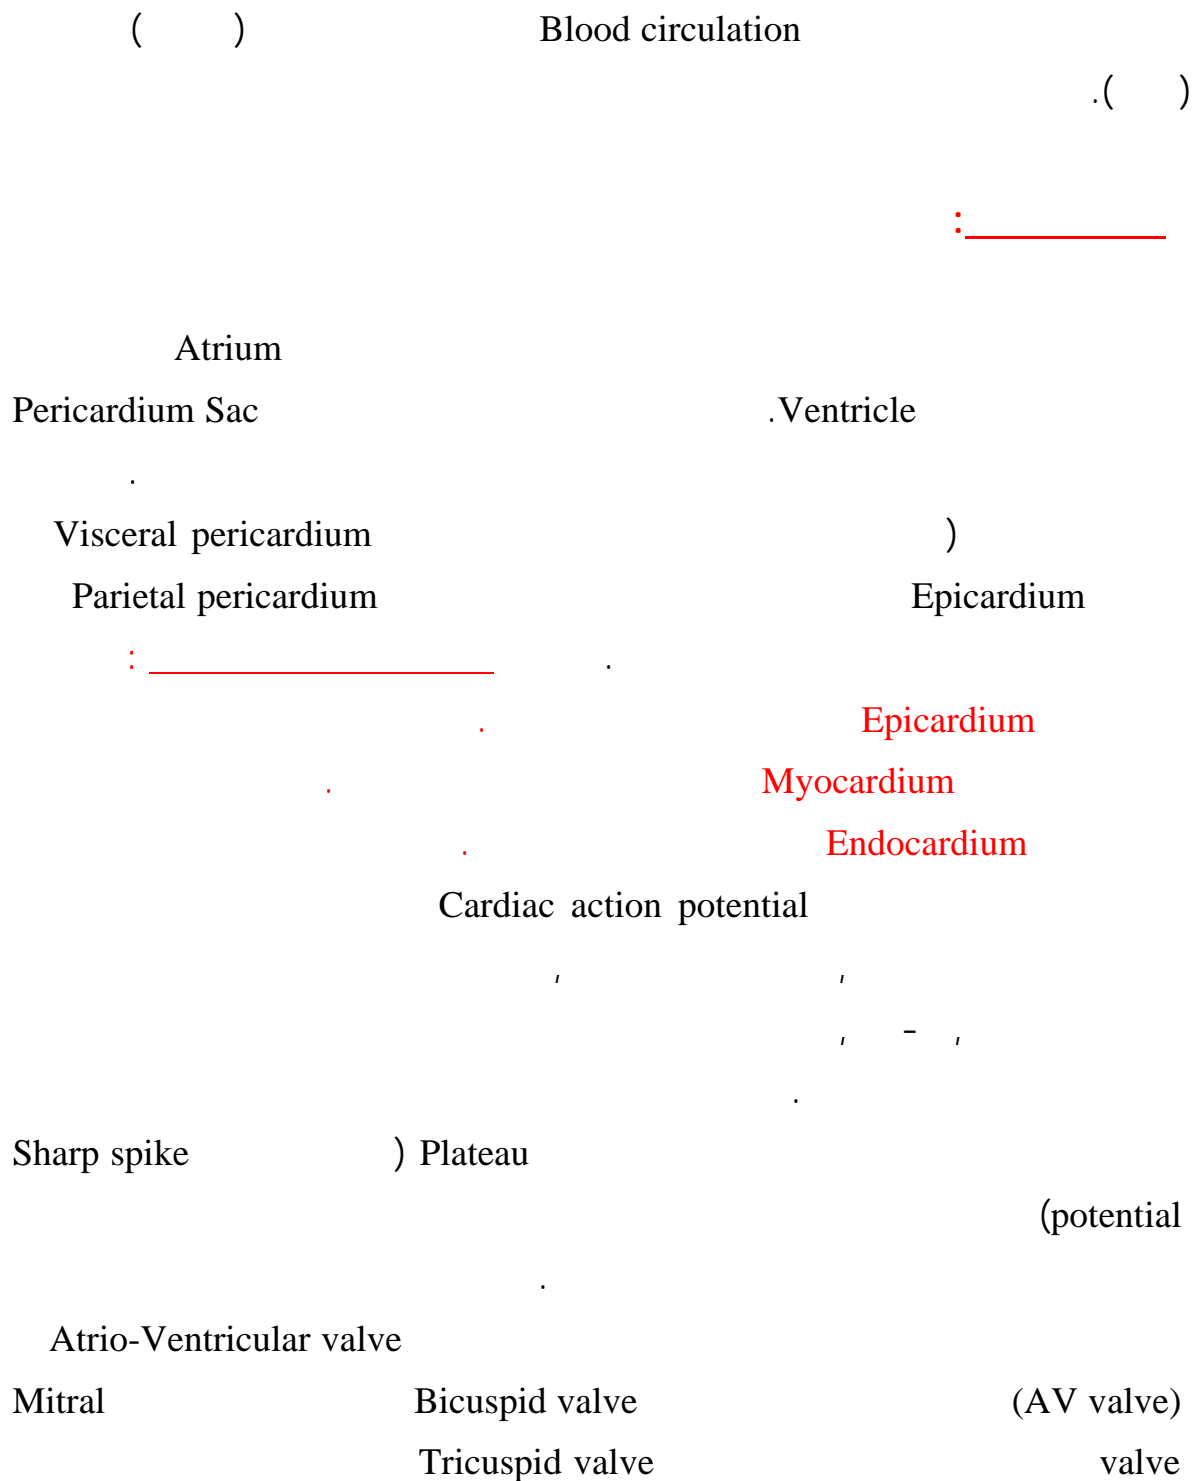 Blood circulation ( )
( ).
:
Atrium
Ventricle. Pericardium Sac
.
( Visceral pericardium
Epicardium Parietal pericardium
. :
Epicardium .
Myocardium .
Endocardium .
Cardiac action potential
, ,
, – ,
.
Plateau ( Sharp spike
potential)
.
Atrio-Ventricular valve
(AV valve) Bicuspid valve Mitral
valve Tricuspid valve